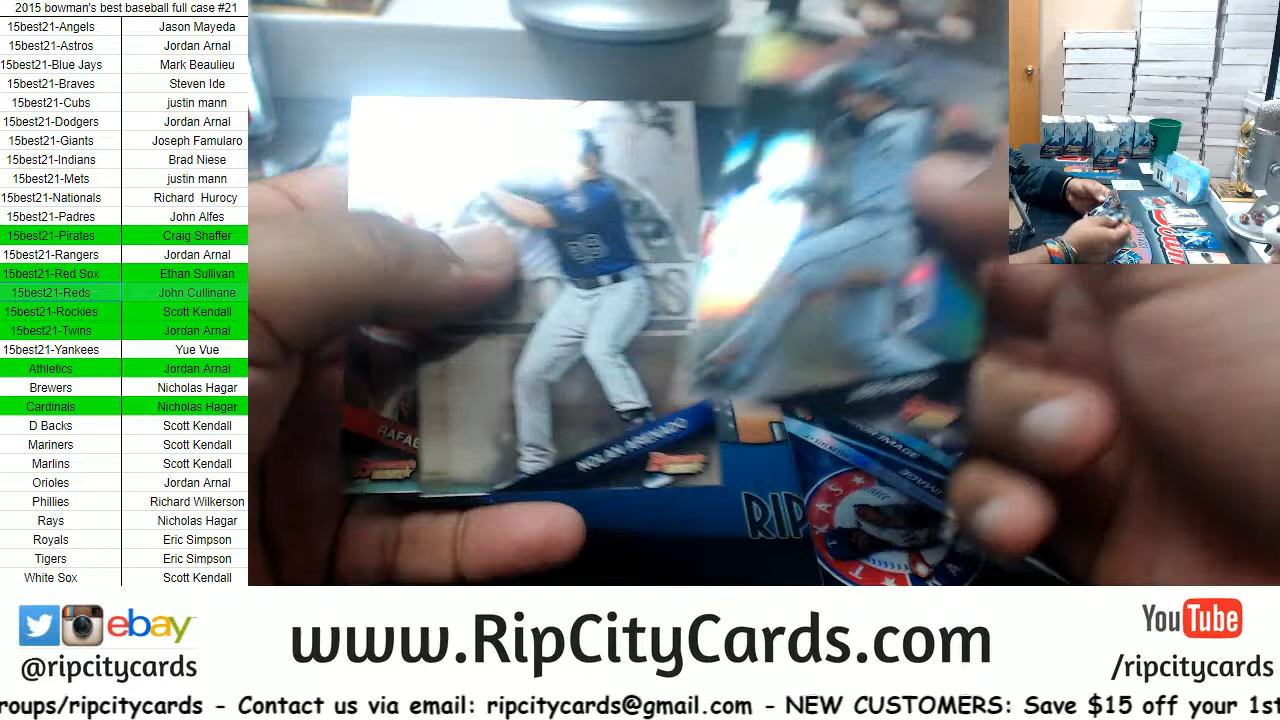 2015 bowman's best baseball full case #21
15best21-Angels Jason Mayeda
15best21-Astros Jordan Arnal
15best21-Blue Jays Mark Beaulieu
15best21-Braves Steven Ide
15best21-Cubs justin mann
15best21-Dodgers Jordan Arnal
15best21-Giants Joseph Famularo
15best21-Indians Brad Niese
15best21-Mets justin mann
15best21-Nationals Richard Hurocy
15best21-Padres John Alfes
15best21-Pirates Craig Shaffer
15best21-Rangers Jordan Arnal
15best21-Red Sox Ethan Sullivan
15best21-Reds John Cullinane
15best21-Rockies Scott Kendall
15best21-Twins Jordan Arnal
15best21-Yankees Yue Vue
Athletics Jordan Arnal
Brewers Nicholas Hagar
Cardinals Nicholas Hagar
D Backs Scott Kendall
Mariners Scott Kendall
Marlins Scott Kendall
Orioles Jordan Arnal
Phillies Richard Wilkerson
Rays Nicholas Hagar
Royals Eric Simpson
Tigers Eric Simpson
White Sox Scott Kendall
RAFAE
NOLAN ARENADO
RIP
ebay
@ripcitycards
www.RipCityCards.com
YouTube
/ripcitycards
roups/ripcitycards - Contact us via email: ripcitycards@gmail.com - NEW CUSTOMERS: Save $15 off your 1st